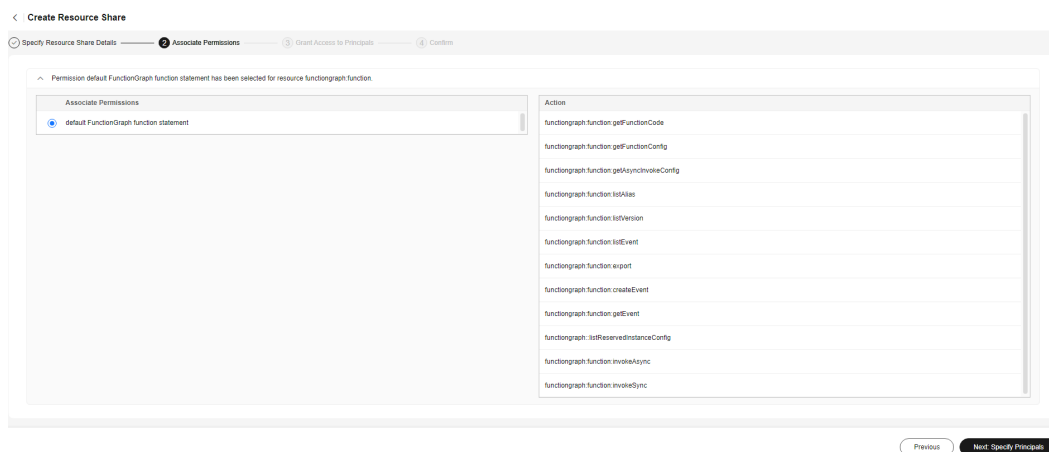 Create Resource Share
Specify Resource Share Details
2 Associate Permissions
3 Grant Access to Principals
4 Confirm
Permission default FunctionGraph function statement has been selected for resource functiongraph:function.
Associate Permissions
default FunctionGraph function statement
Action
functiongraph:function:getFunctionCode
functiongraph:function:getFunctionConfig
functiongraph:function:getAsyncInvokeConfig
functiongraph:function:listAlias
functiongraph:function:listVersion
functiongraph:function:listEvent
functiongraph:function:export
functiongraph:function:createEvent
functiongraph:function:getEvent
functiongraph::listReservedInstanceConfig
functiongraph:function:invokeAsync
functiongraph:function:invokeSync
Previous
Next: Specify Principals